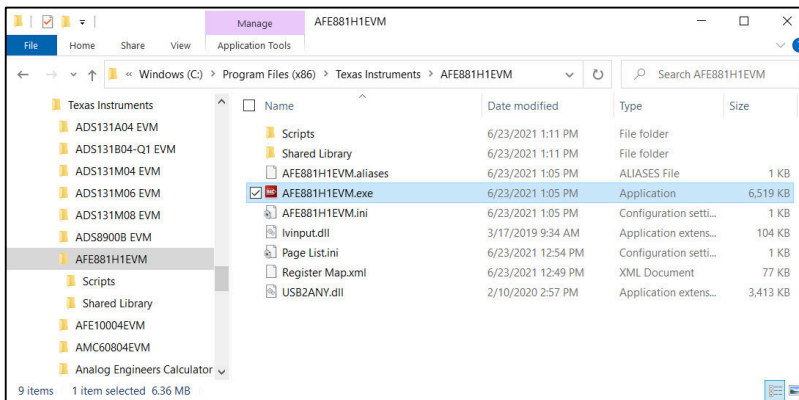 Manage AFE881H1EVM
File Home Share View Application Tools
« Windows (C:) > Program Files (x86) > Texas Instruments > AFE881H1EVM Search AFE881H1EVM
Texas Instruments
ADS131A04 EVM
ADS131B04-Q1 EVM
ADS131M04 EVM
ADS131M06 EVM
ADS131M08 EVM
ADS8900B EVM
AFE881H1EVM
Scripts
Shared Library
AFE10004EVM
AMC60804EVM
Analog Engineers Calculator
Name Date modified Type Size
Scripts 6/23/2021 1:11 PM File folder
Shared Library 6/23/2021 1:11 PM File folder
AFE881H1EVM.aliases 6/23/2021 1:05 PM ALIASES File 1 KB
AFE881H1EVM.exe 6/23/2021 1:05 PM Application 6,519 KB
AFE881H1EVM.ini 6/23/2021 1:05 PM Configuration setti... 1 KB
lvinput.dll 3/17/2019 9:34 AM Application extens... 104 KB
Page List.ini 6/23/2021 12:54 PM Configuration setti... 1 KB
Register Map.xml 6/23/2021 12:49 PM XML Document 77 KB
USB2ANY.dll 2/10/2020 2:57 PM Application extens... 3,413 KB
9 items 1 item selected 6.36 MB